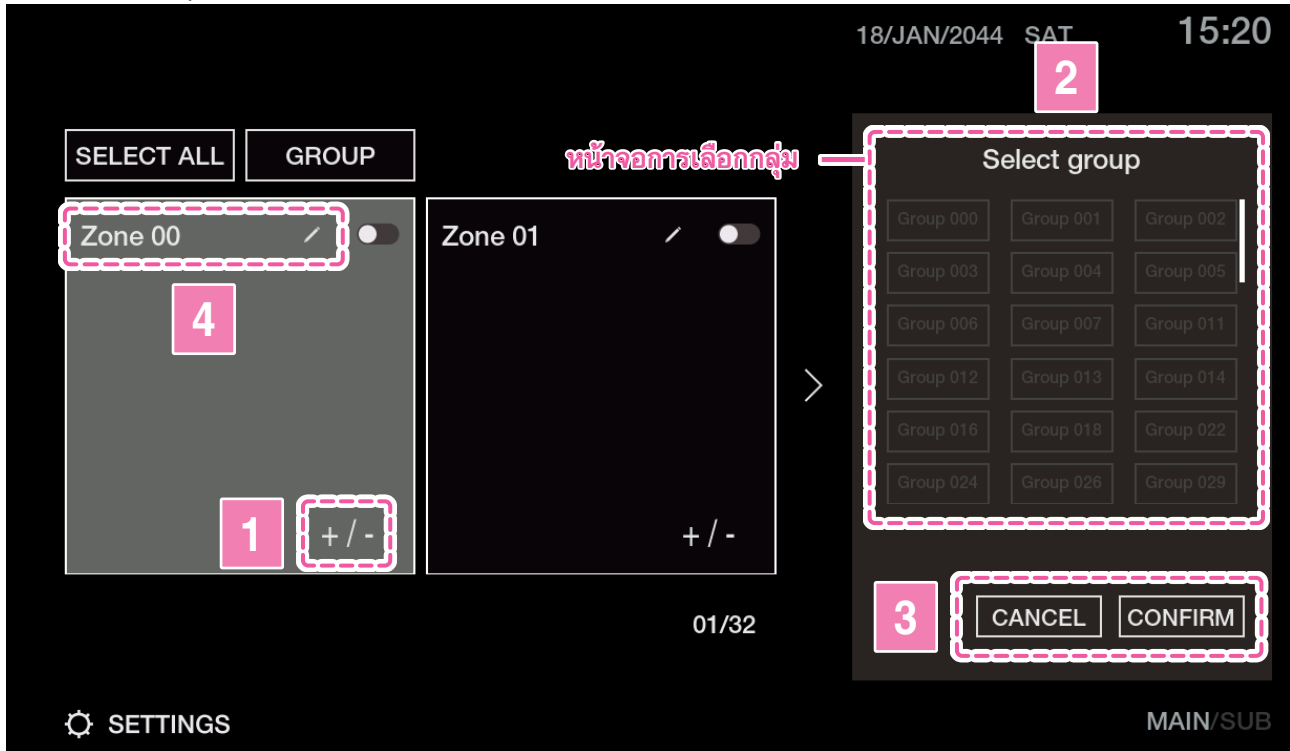 18/JAN/2044 SAT 15:20
2
SELECT ALL GROUP
หน้าจอการเลือกกลุ่ม
Select group
Zone 00
Zone 01
4
Group 000 Group 001 Group 002
Group 003 Group 004 Group 005
Group 006 Group 007 Group 011
Group 012 Group 013 Group 014
Group 016 Group 018 Group 022
Group 024 Group 026 Group 029
1
+ / -
+ / -
01/32
3
CANCEL CONFIRM
SETTINGS
MAIN/SUB